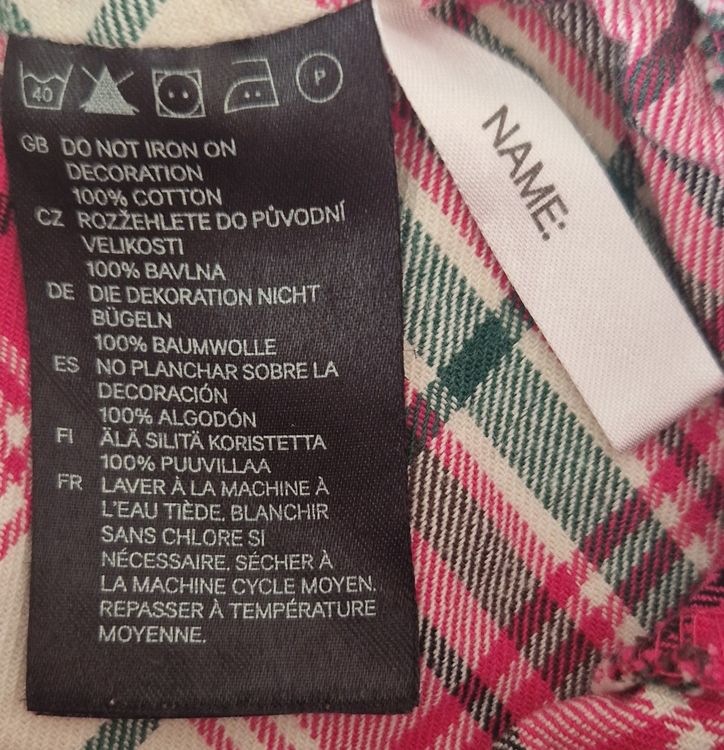 40
P
GB DO NOT IRON ON
DECORATION
100% COTTON
CZ ROZŽEHLETE DO PŮVODNÍ
VELIKOSTI
100% BAVLNA
DE DIE DEKORATION NICHT
BÜGELN
100% BAUMWOLLE
ES NO PLANCHAR SOBRE LA
DECORACIÓN
100% ALGODÓN
FI ÄLÄ SILITÄ KORISTETTA
100% PUUVILLAA
FR LAVER À LA MACHINE À
L'EAU TIÈDE. BLANCHIR
SANS CHLORE SI
NÉCESSAIRE. SÉCHER À
LA MACHINE CYCLE MOYEN.
REPASSER À TEMPÉRATURE
MOYENNE.
NAME: